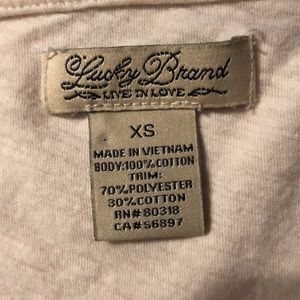 Lucky Brand
LIVE IN LOVE
XS
MADE IN VIETNAM
BODY:100%COTTON
TRIM:
70%POLYESTER
30%COTTON
RN#80318
CA#56897